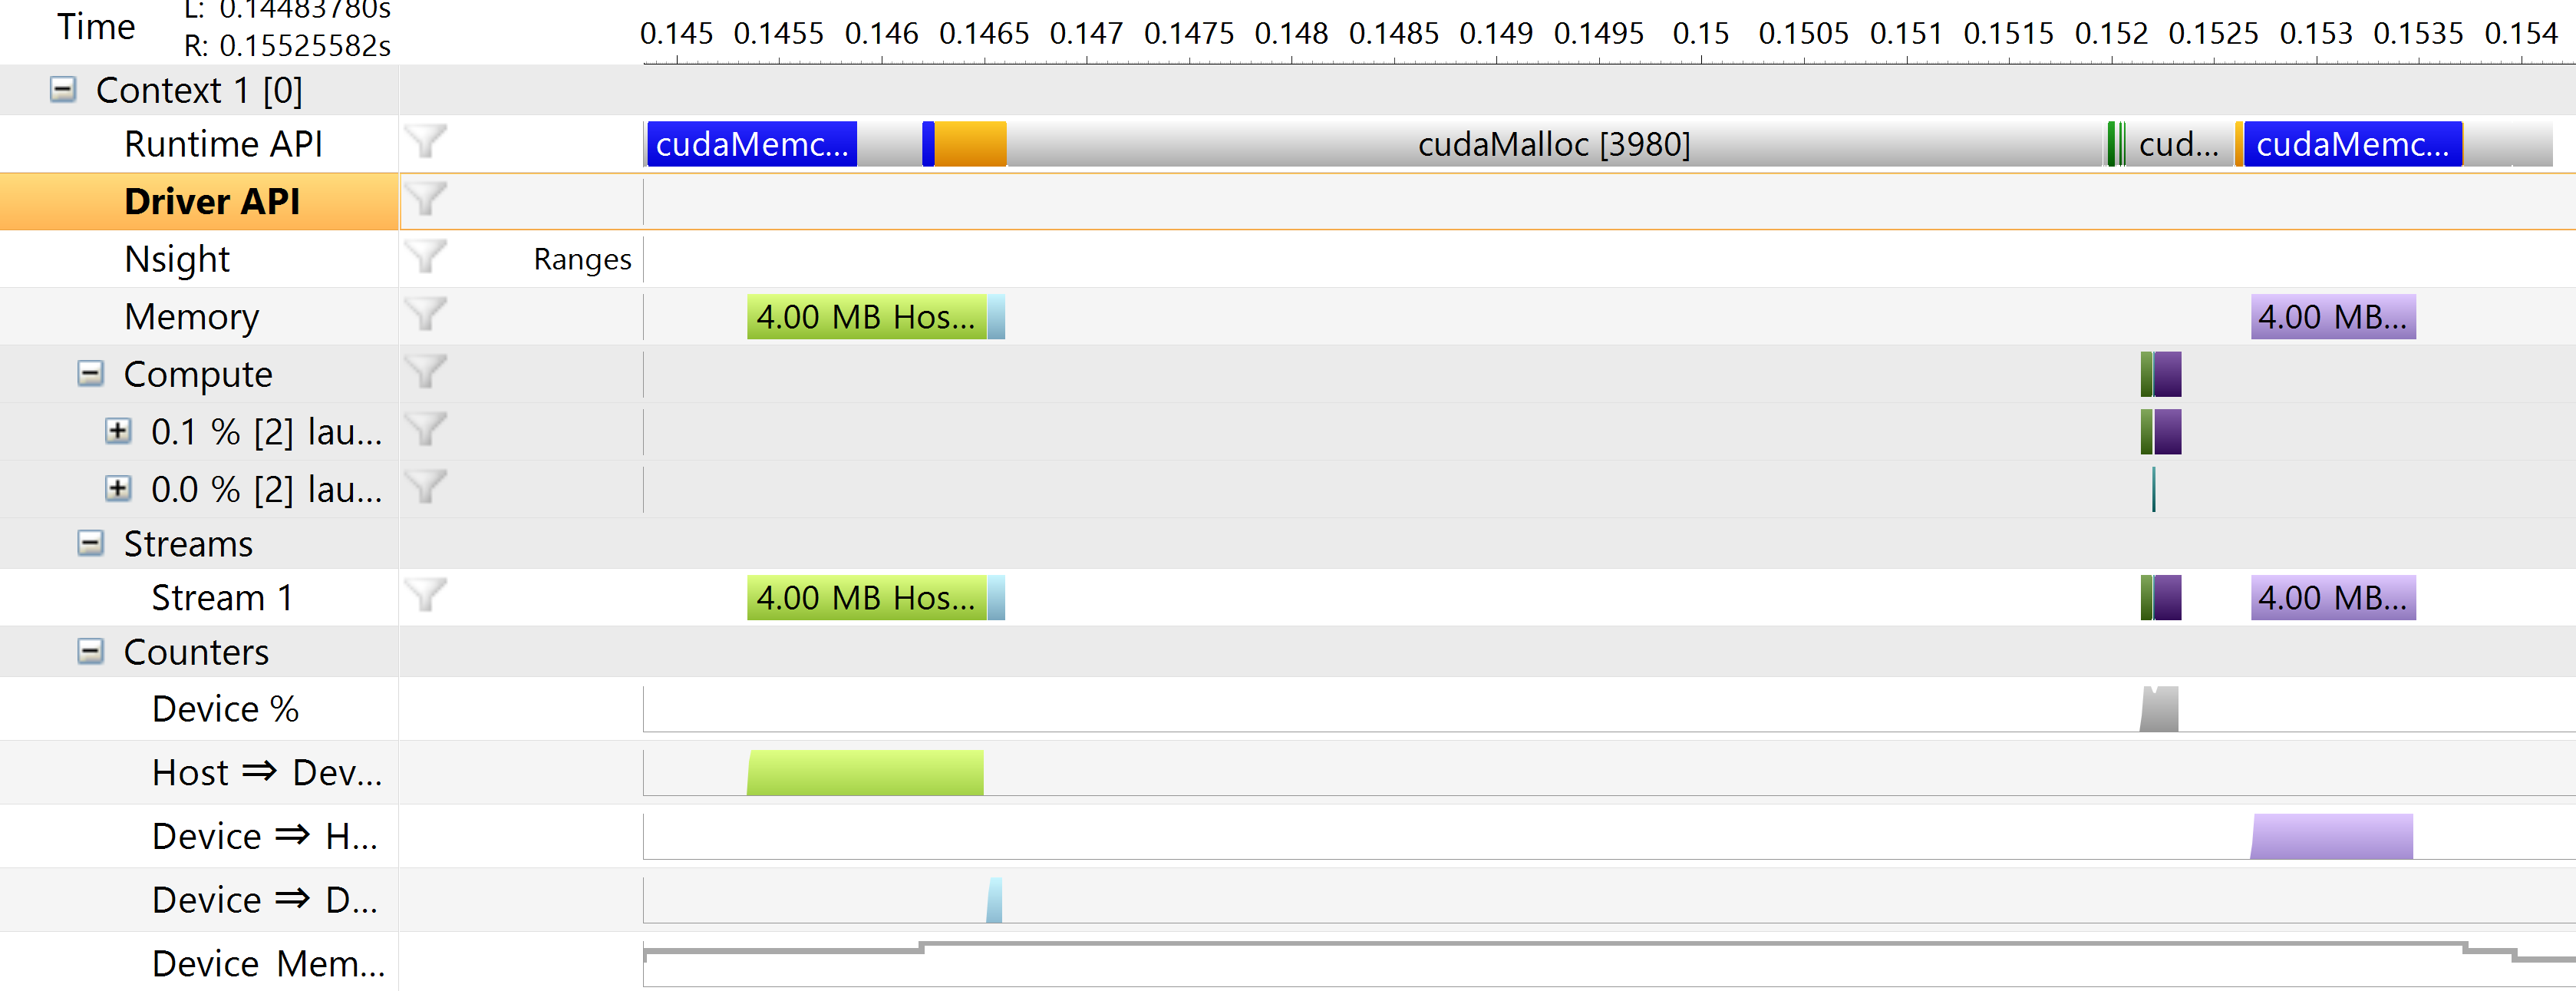 Time
L: 0.14483780s
R: 0.15525582s
0.145 0.1455 0.146 0.1465 0.147 0.1475 0.148 0.1485 0.149 0.1495 0.15 0.1505 0.151 0.1515 0.152 0.1525 0.153 0.1535 0.154
Context 1 [0]
Runtime API cudaMemc... cudaMalloc [3980] cud... cudaMemc...
Driver API
Nsight Ranges
Memory 4.00 MB Hos... 4.00 MB...
Compute
0.1 % [2] lau...
0.0 % [2] lau...
Streams
Stream 1 4.00 MB Hos... 4.00 MB...
Counters
Device %
Host ⇒ Dev...
Device ⇒ H...
Device ⇒ D...
Device Mem...